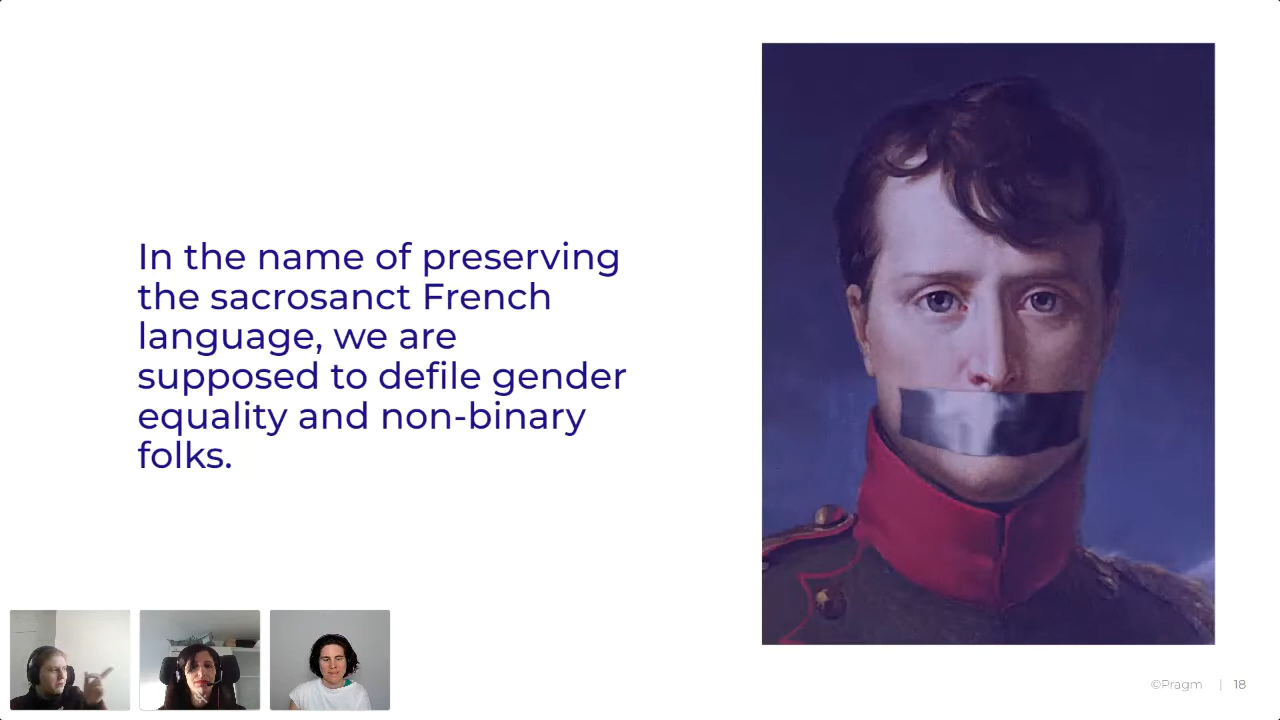 In the name of preserving
the sacrosanct French
language, we are
supposed to defile gender
equality and non-binary
folks.
©Pragm | 18